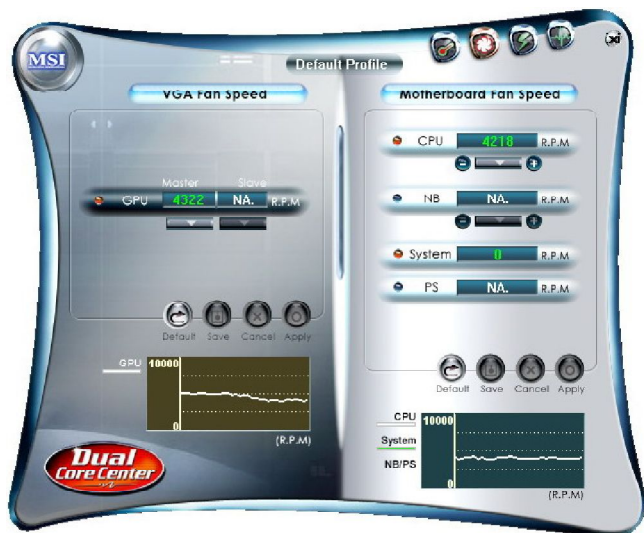 MSI
Default Profile
VGA Fan Speed
Master Slave
GPU 4322 NA. R.P.M
Default Save Cancel Apply
GPU 10000
0
(R.P.M)
Dual
Core Center
Motherboard Fan Speed
CPU 4218 R.P.M
NB NA. R.P.M
System 0 R.P.M
PS NA. R.P.M
Default Save Cancel Apply
CPU 10000
System
NB/PS
0
(R.P.M)